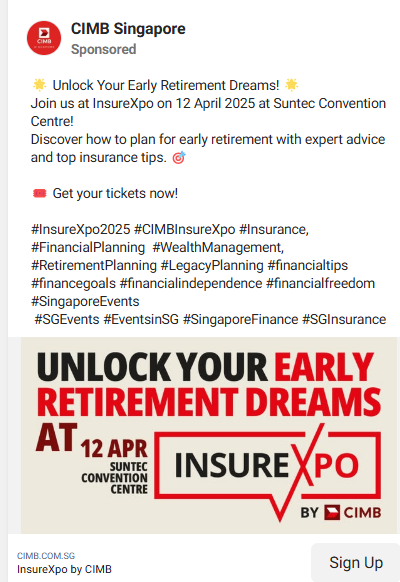 CIMB
CIMB Singapore
Sponsored
🌟 Unlock Your Early Retirement Dreams! 🌟
Join us at InsureXpo on 12 April 2025 at Suntec Convention
Centre!
Discover how to plan for early retirement with expert advice
and top insurance tips. 🎯
🎟️ Get your tickets now!
#InsureXpo2025 #CIMBInsureXpo #Insurance,
#FinancialPlanning #WealthManagement,
#RetirementPlanning #LegacyPlanning #financialtips
#financegoals #financialindependence #financialfreedom
#SingaporeEvents
#SGEvents #EventsinSG #SingaporeFinance #SGInsurance
UNLOCK YOUR EARLY
RETIREMENT DREAMS
AT 12 APR
SUNTEC
CONVENTION
CENTRE
INSUREXPO
BY CIMB
CIMB.COM.SG
InsureXpo by CIMB
Sign Up